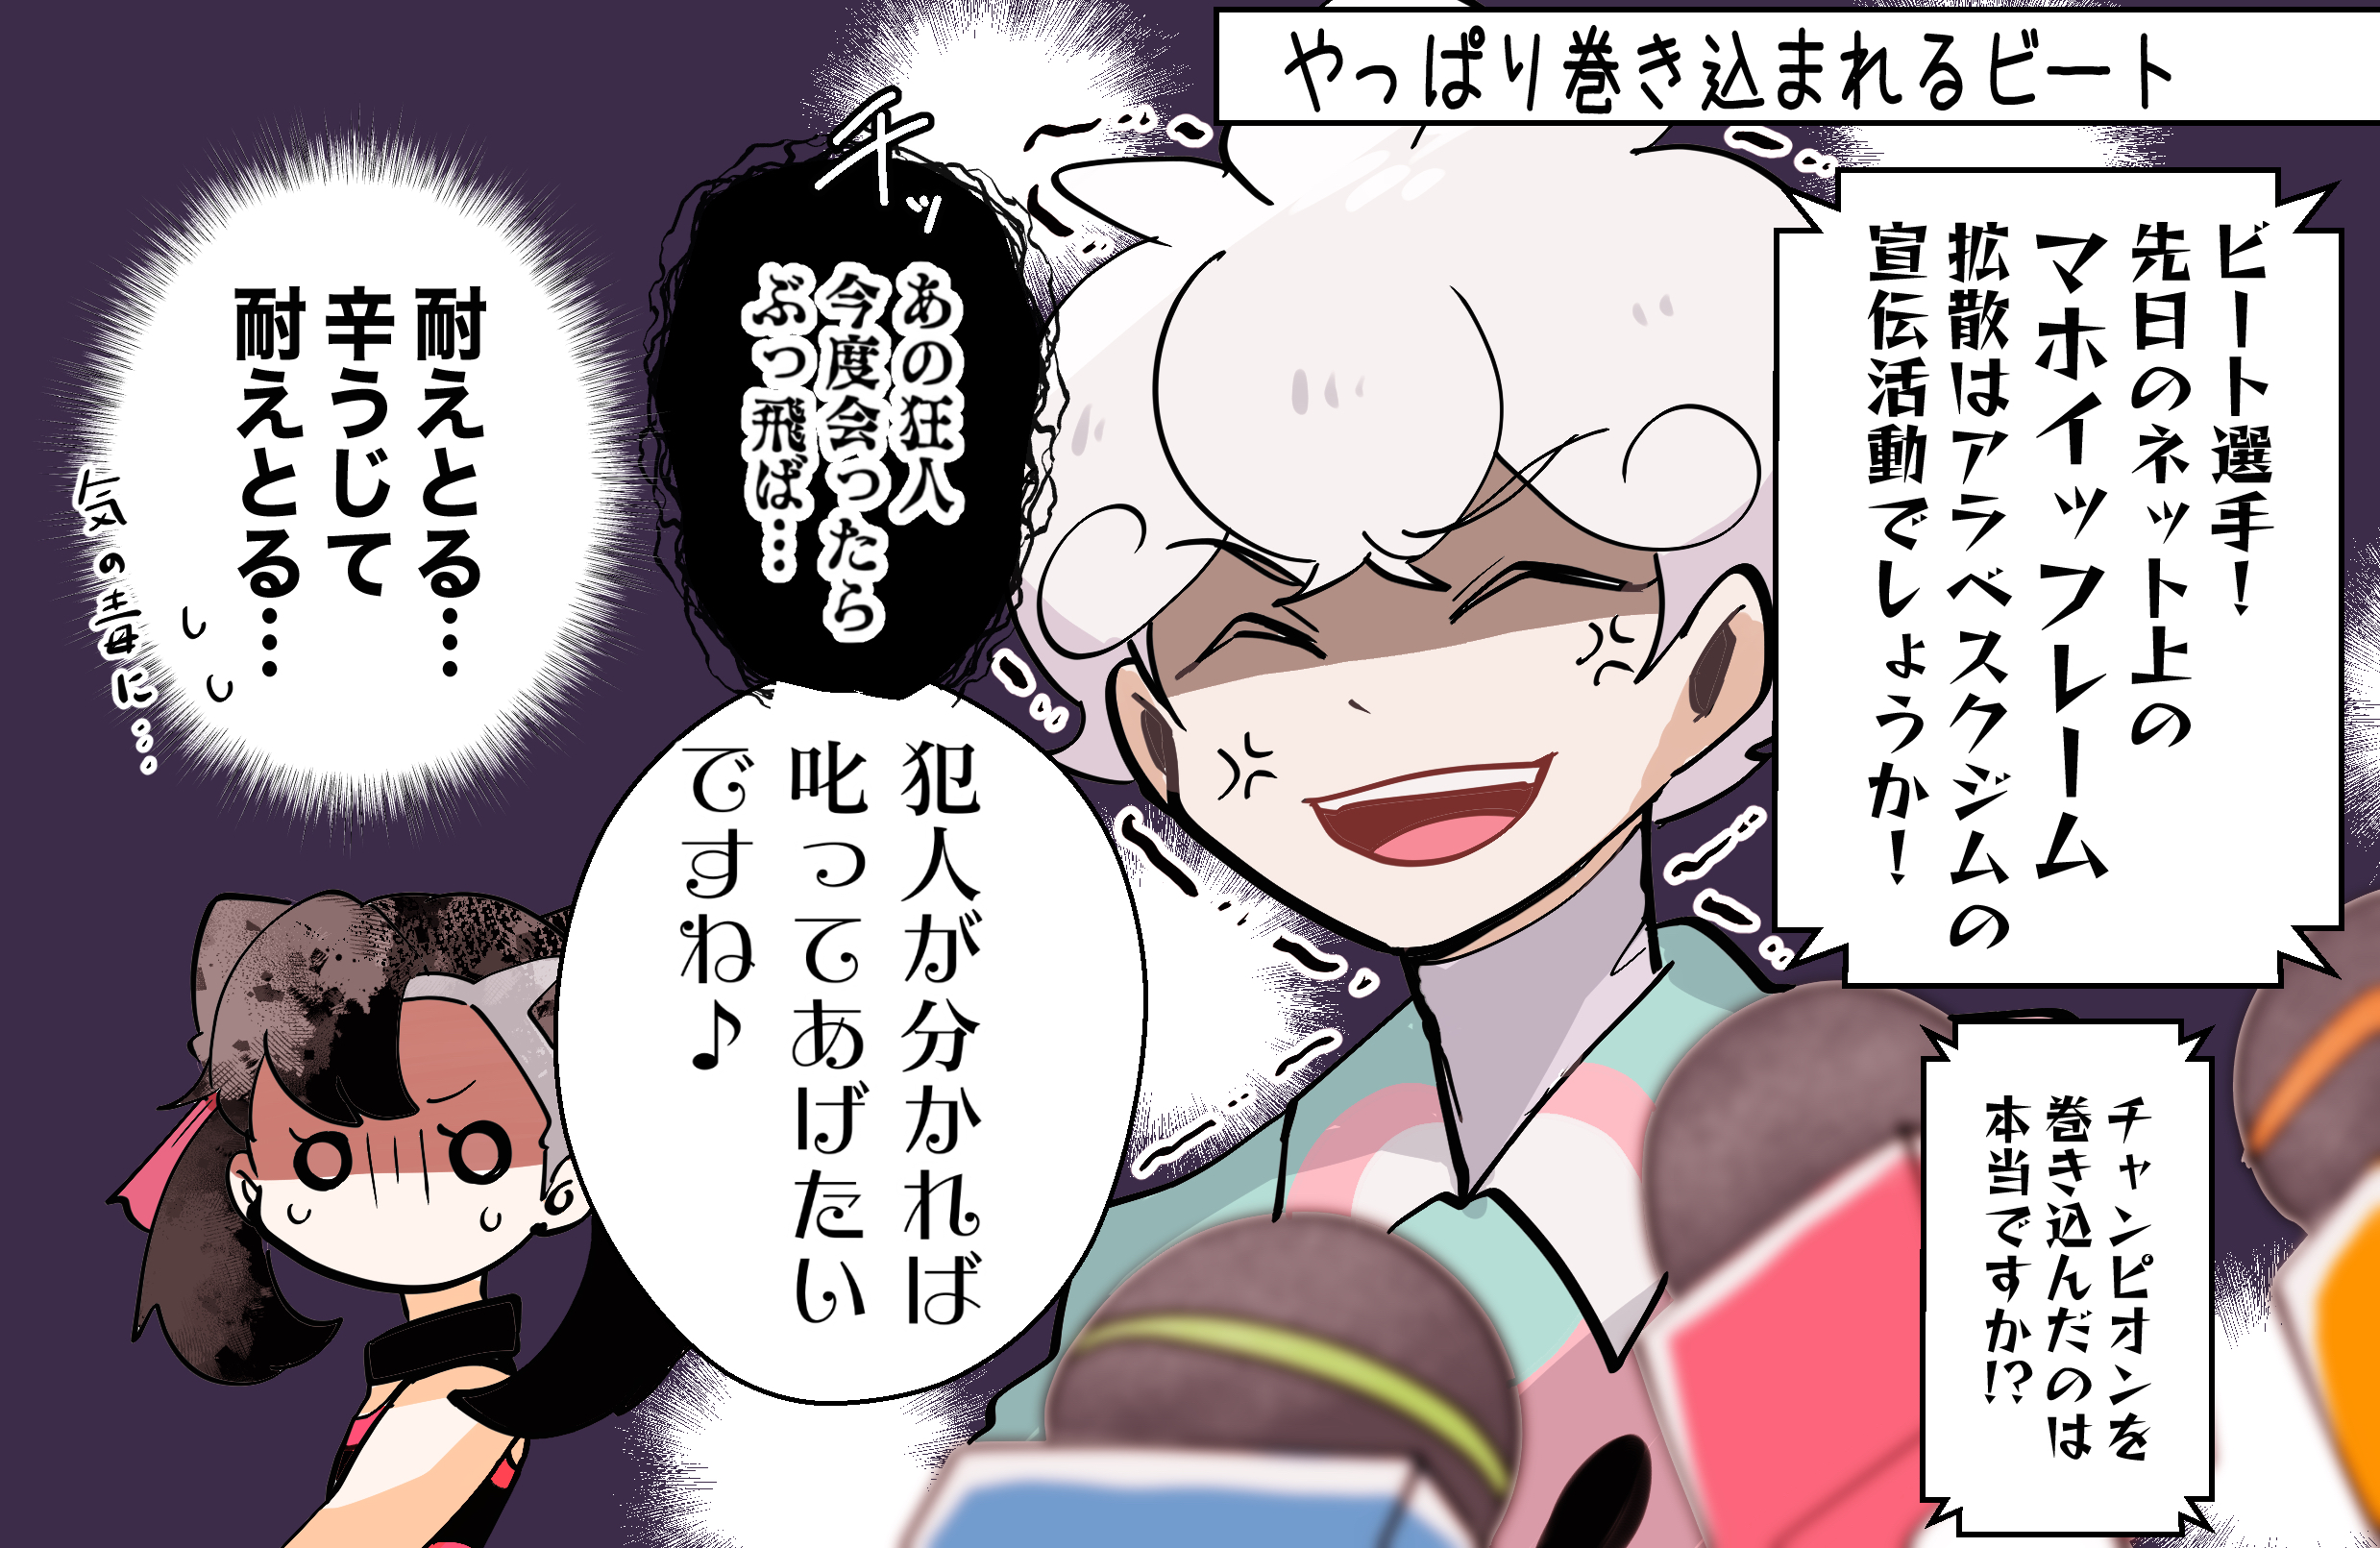 やっぱり巻き込まれるビート
ビート選手!
先日のネット上の
マホイッフレーム
拡散はアラベスクジムの
宣伝活動でしょうか!
チャンピオンを
巻き込んだのは
本当ですか!?
チッ
あの狂人
今度会ったら
ぶっ飛ば…
犯人が分かれば
叱ってあげたい
ですね♪
耐えとる…
辛うじて
耐えとる…
気の毒に…